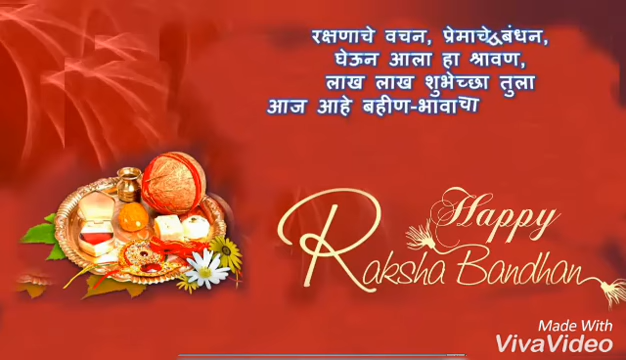 रक्षणाचे वचन, प्रेमाचे बंधन,
घेऊन आला हा श्रावण,
लाख लाख शुभेच्छा तुला
आज आहे बहीण-भावाचा
Happy
Raksha Bandhan
Made With
VivaVideo